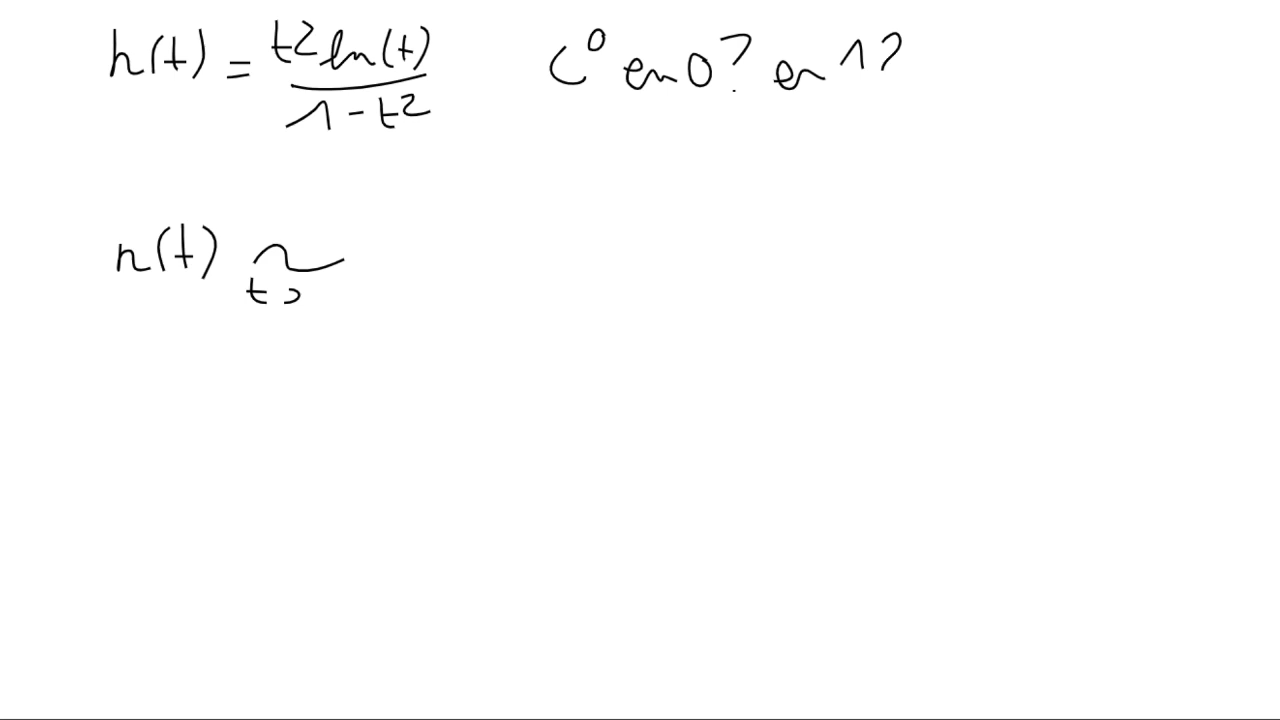 h(t) = t² ln(t) / 1 - t² C⁰ en 0 ? en 1 ?
h(t) ~ t ɔ